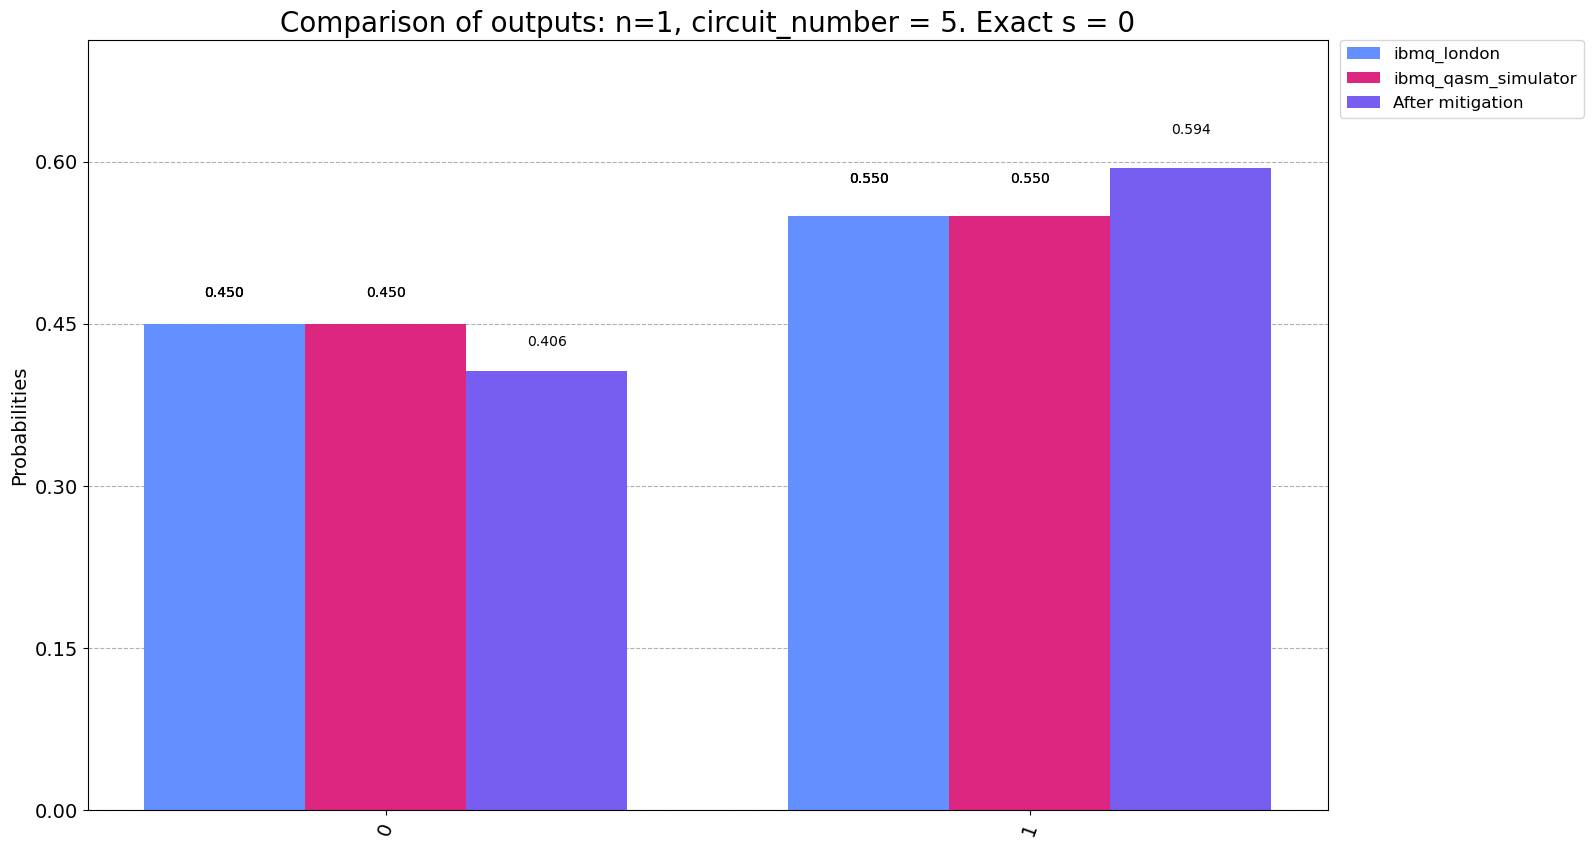 Comparison of outputs: n=1, circuit_number = 5. Exact s = 0
ibmq_london
ibmq_qasm_simulator
After mitigation
Probabilities
0.60
0.45
0.30
0.15
0.00
0.450
0.450
0.406
0.550
0.550
0.594
0
1